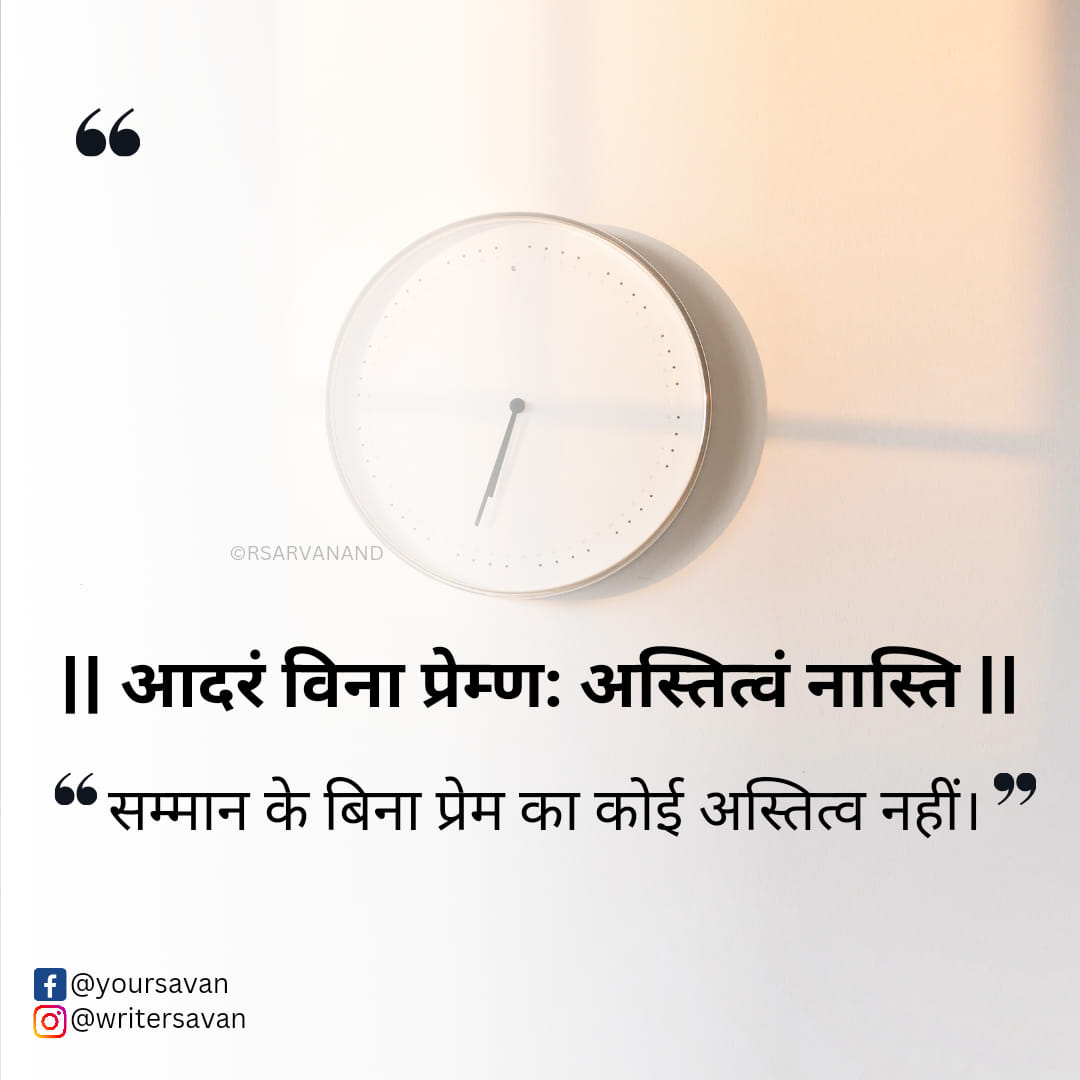 ❝
©RSARVANAND
|| आदरं विना प्रेम्ण: अस्तित्वं नास्ति ||
❝ सम्मान के बिना प्रेम का कोई अस्तित्व नहीं। ❞
@yoursavan
@writersavan